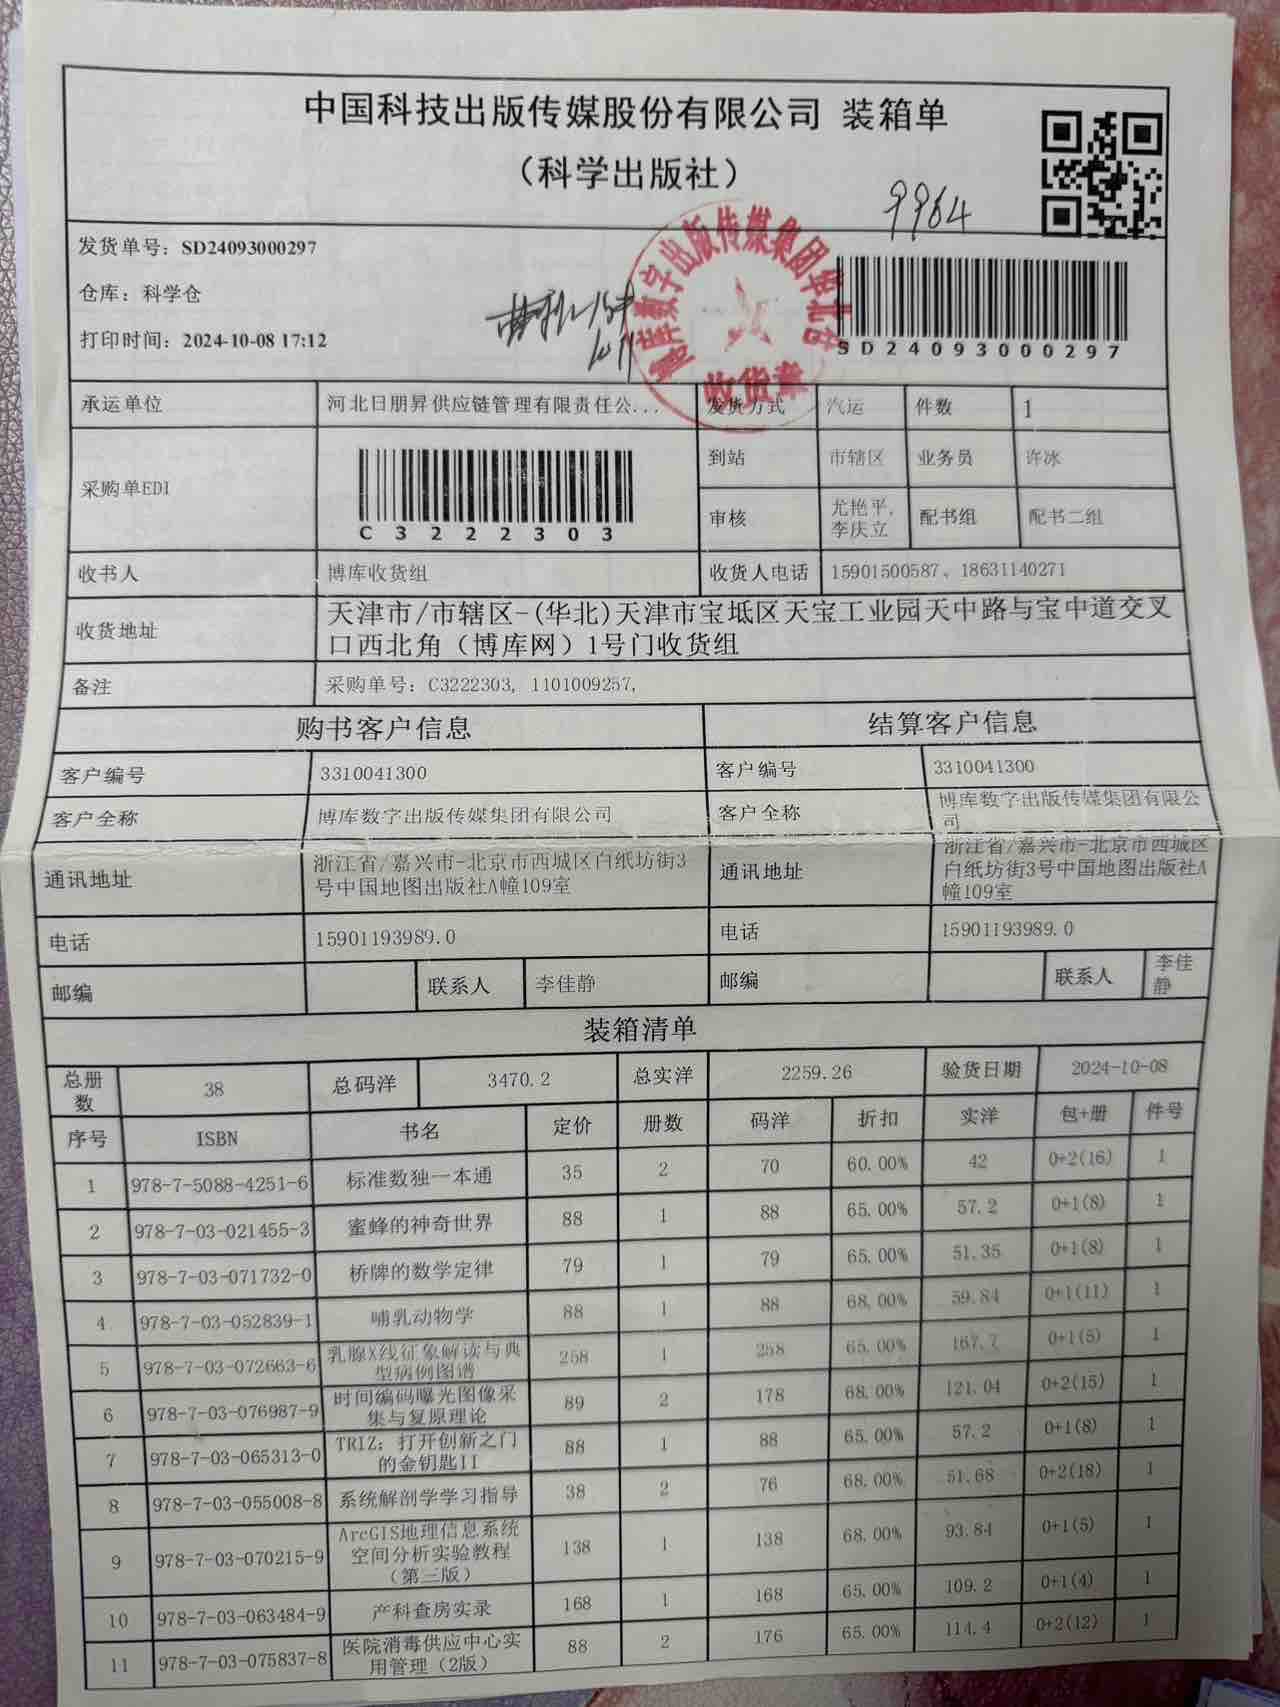 中国科技出版传媒股份有限公司 装箱单
（科学出版社）
9964
发货单号：SD24093000297
仓库：科学仓
打印时间：2024-10-08 17:12
博库数字出版传媒集团华北站
收货章
SD24093000297
承运单位 河北日朋昇供应链管理有限责任公... 发货方式 汽运 件数 1
采购单EDI C3222303 到站 市辖区 业务员 许冰
审核 尤艳平, 李庆立 配书组 配书二组
收书人 博库收货组 收货人电话 15901500587、18631140271
收货地址 天津市/市辖区-(华北)天津市宝坻区天宝工业园天中路与宝中道交叉
口西北角（博库网）1号门收货组
备注 采购单号：C3222303, 1101009257,
购书客户信息 结算客户信息
客户编号 3310041300 客户编号 3310041300
客户全称 博库数字出版传媒集团有限公司 客户全称 博库数字出版传媒集团有限公司
通讯地址 浙江省/嘉兴市-北京市西城区白纸坊街3号中国地图出版社A幢109室 通讯地址 浙江省/嘉兴市-北京市西城区白纸坊街3号中国地图出版社A幢109室
电话 15901193989.0 电话 15901193989.0
邮编 联系人 李佳静 邮编 联系人 李佳静
装箱清单
总册数 38 总码洋 3470.2 总实洋 2259.26 验货日期 2024-10-08
序号 ISBN 书名 定价 册数 码洋 折扣 实洋 包+册 件号
1 978-7-5088-4251-6 标准数独一本通 35 2 70 60.00% 42 0+2(16) 1
2 978-7-03-021455-3 蜜蜂的神奇世界 88 1 88 65.00% 57.2 0+1(8) 1
3 978-7-03-071732-0 桥牌的数学定律 79 1 79 65.00% 51.35 0+1(8) 1
4 978-7-03-052839-1 哺乳动物学 88 1 88 68.00% 59.84 0+1(11) 1
5 978-7-03-072663-6 乳腺X线征象解读与典型病例图谱 258 1 258 65.00% 167.7 0+1(5) 1
6 978-7-03-076987-9 时间编码曝光图像采集与复原理论 89 2 178 68.00% 121.04 0+2(15) 1
7 978-7-03-065313-0 TRIZ：打开创新之门的金钥匙II 88 1 88 65.00% 57.2 0+1(8) 1
8 978-7-03-055008-8 系统解剖学学习指导 38 2 76 68.00% 51.68 0+2(18) 1
9 978-7-03-070215-9 ArcGIS地理信息系统空间分析实验教程（第三版） 138 1 138 68.00% 93.84 0+1(5) 1
10 978-7-03-063484-9 产科查房实录 168 1 168 65.00% 109.2 0+1(4) 1
11 978-7-03-075837-8 医院消毒供应中心实用管理（2版） 88 2 176 65.00% 114.4 0+2(12) 1